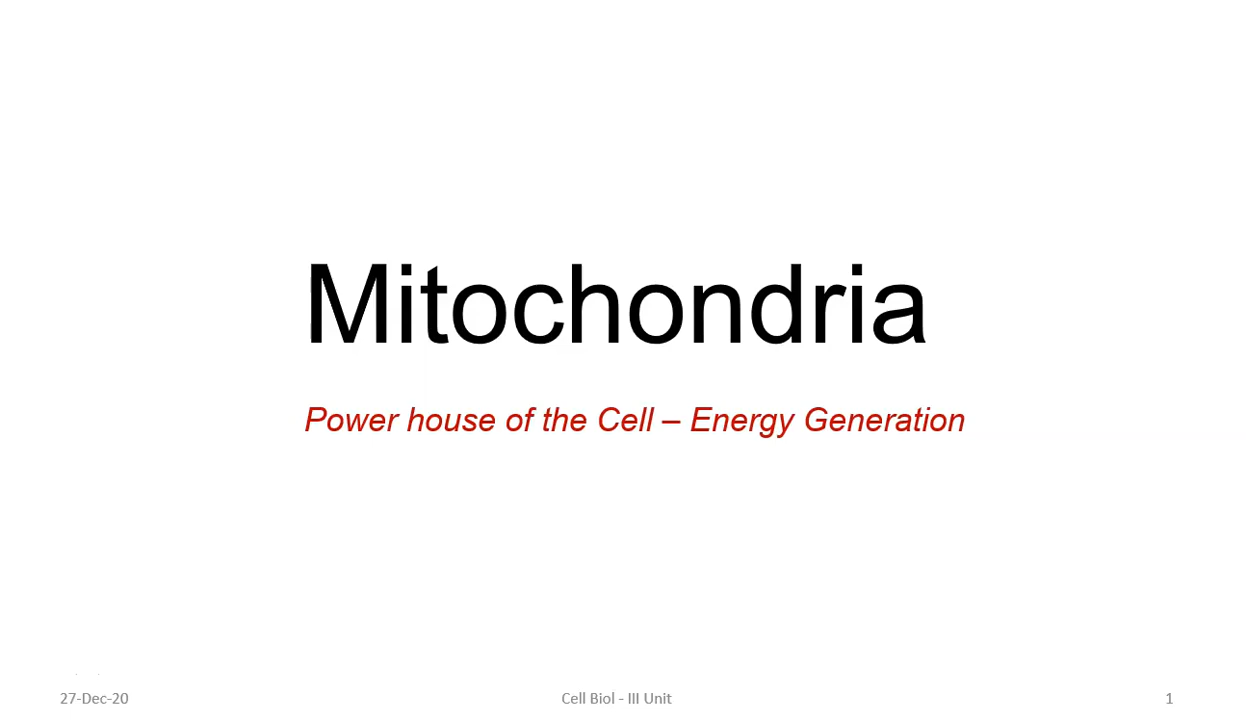 Mitochondria
Power house of the Cell – Energy Generation
27-Dec-20
Cell Biol - III Unit
1